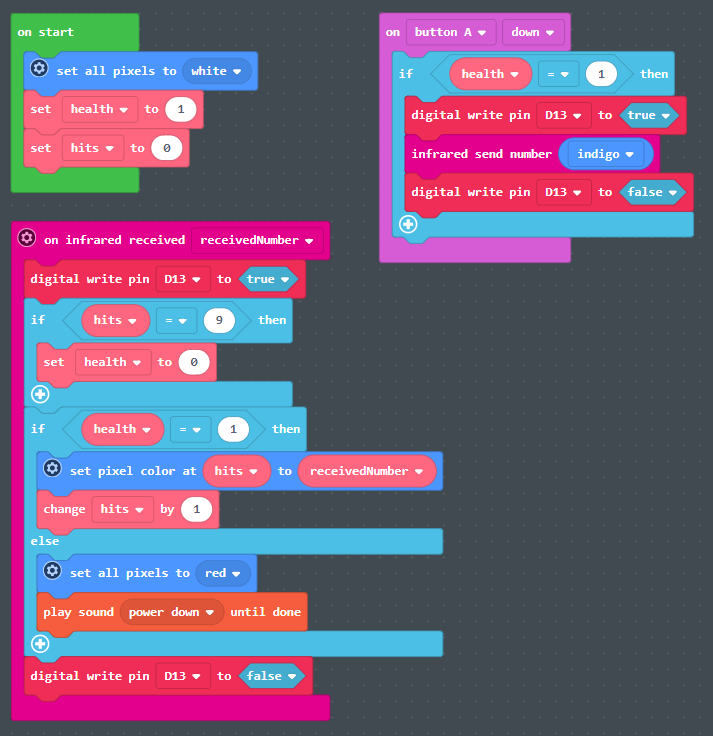 on start
set all pixels to white
set health to 1
set hits to 0
on button A down
if health = 1 then
digital write pin D13 to true
infrared send number indigo
digital write pin D13 to false
on infrared received receivedNumber
digital write pin D13 to true
if hits = 9 then
set health to 0
if health = 1 then
set pixel color at hits to receivedNumber
change hits by 1
else
set all pixels to red
play sound power down until done
digital write pin D13 to false